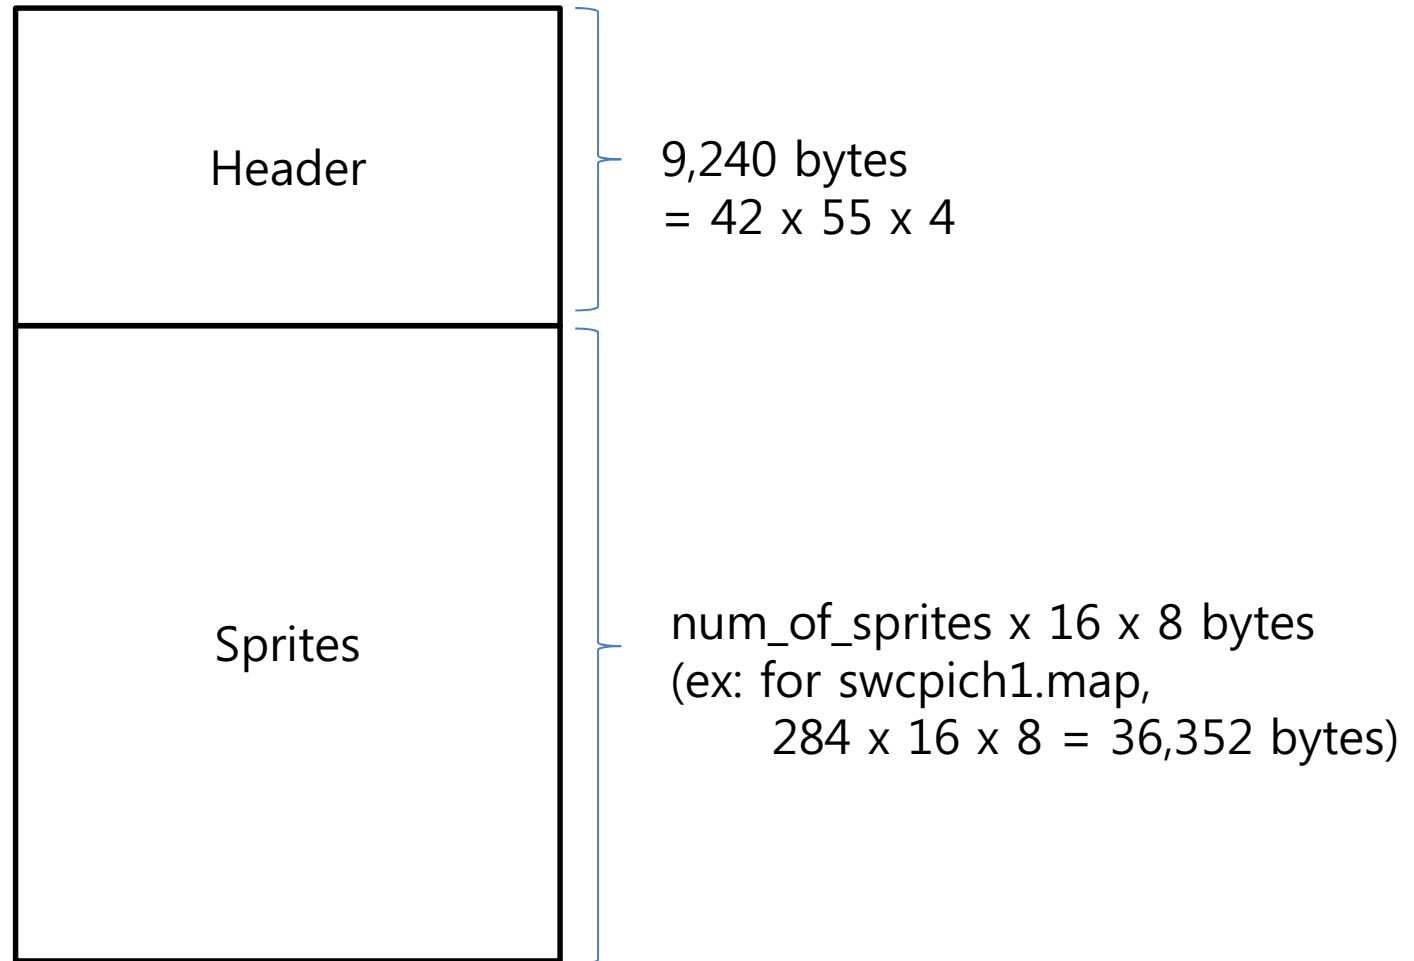 Header
9,240 bytes
= 42 x 55 x 4
Sprites
num_of_sprites x 16 x 8 bytes
(ex: for swcpich1.map,
284 x 16 x 8 = 36,352 bytes)